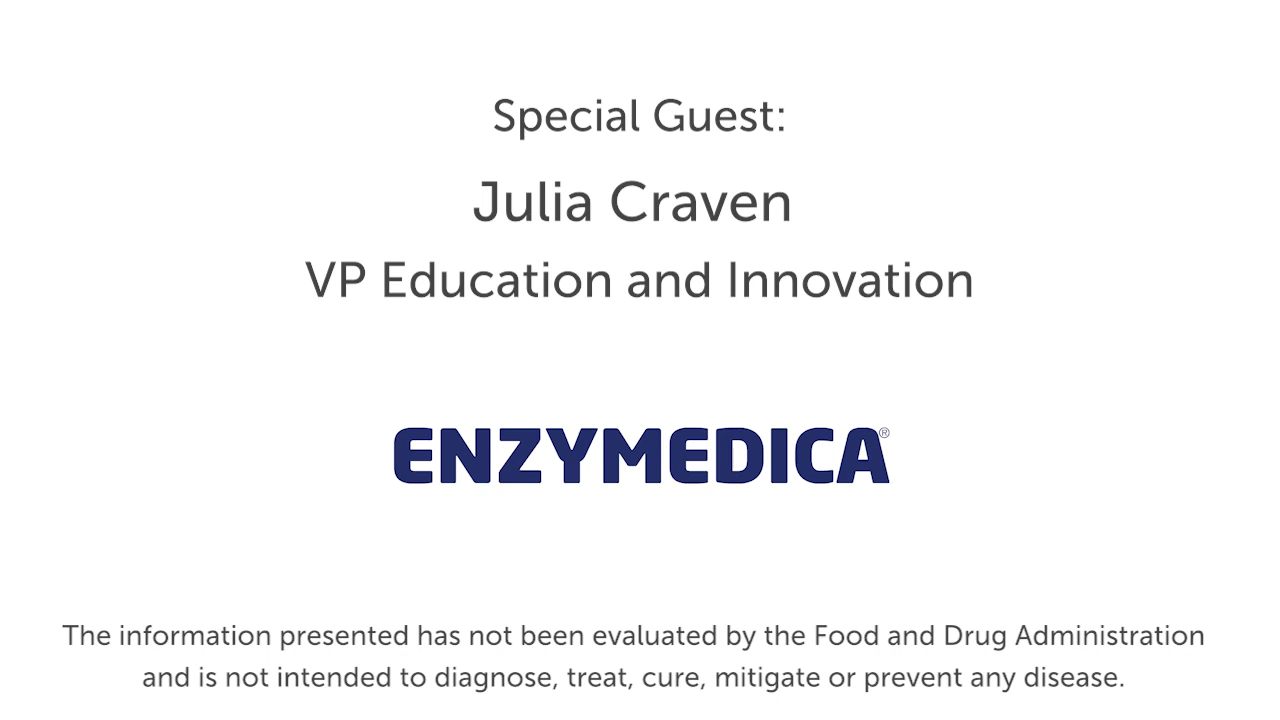 Special Guest:
Julia Craven
VP Education and Innovation
ENZYMEDICA®
The information presented has not been evaluated by the Food and Drug Administration
and is not intended to diagnose, treat, cure, mitigate or prevent any disease.